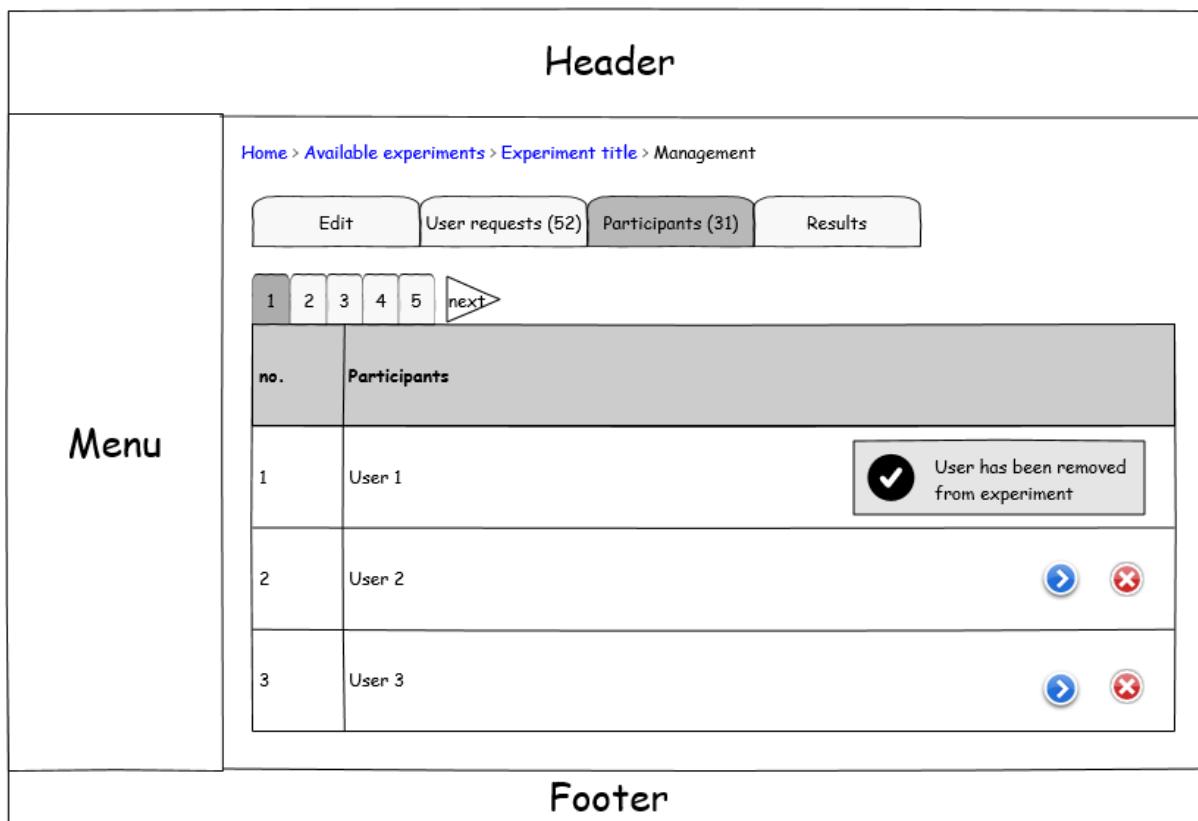 Header
Menu
Home > Available experiments > Experiment title > Management
Edit
User requests (52)
Participants (31)
Results
1 2 3 4 5 next
no. Participants
1 User 1
User has been removed
from experiment
2 User 2
3 User 3
Footer